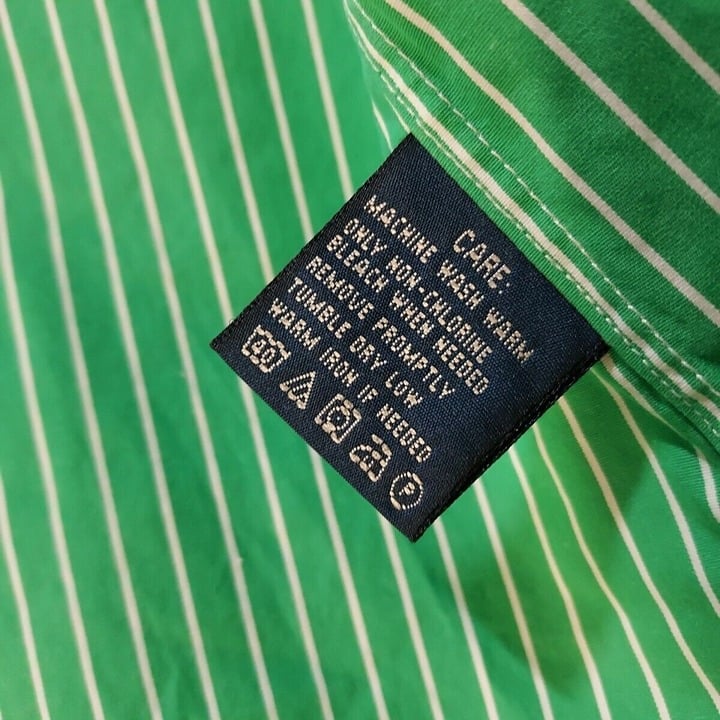 CARE:
MACHINE WASH WARM
ONLY NON-CHLORINE
BLEACH WHEN NEEDED
REMOVE PROMPTLY
TUMBLE DRY LOW
WARM IRON IF NEEDED
40 P